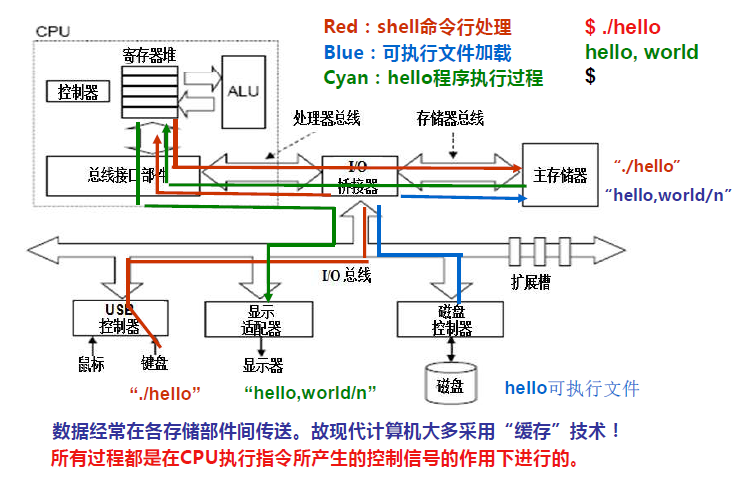 CPU
Red：shell命令行处理
$ ./hello
Blue：可执行文件加载
hello, world
Cyan：hello程序执行过程
$
寄存器堆
控制器
ALU
处理器总线
存储器总线
总线接口部件
I/O
桥接器
主存储器
“./hello”
“hello,world/n”
I/O 总线
扩展槽
USB
控制器
显示
适配器
磁盘
控制器
鼠标
键盘
显示器
磁盘
“./hello”
“hello,world/n”
hello可执行文件
数据经常在各存储部件间传送。故现代计算机大多采用“缓存”技术！
所有过程都是在CPU执行指令所产生的控制信号的作用下进行的。